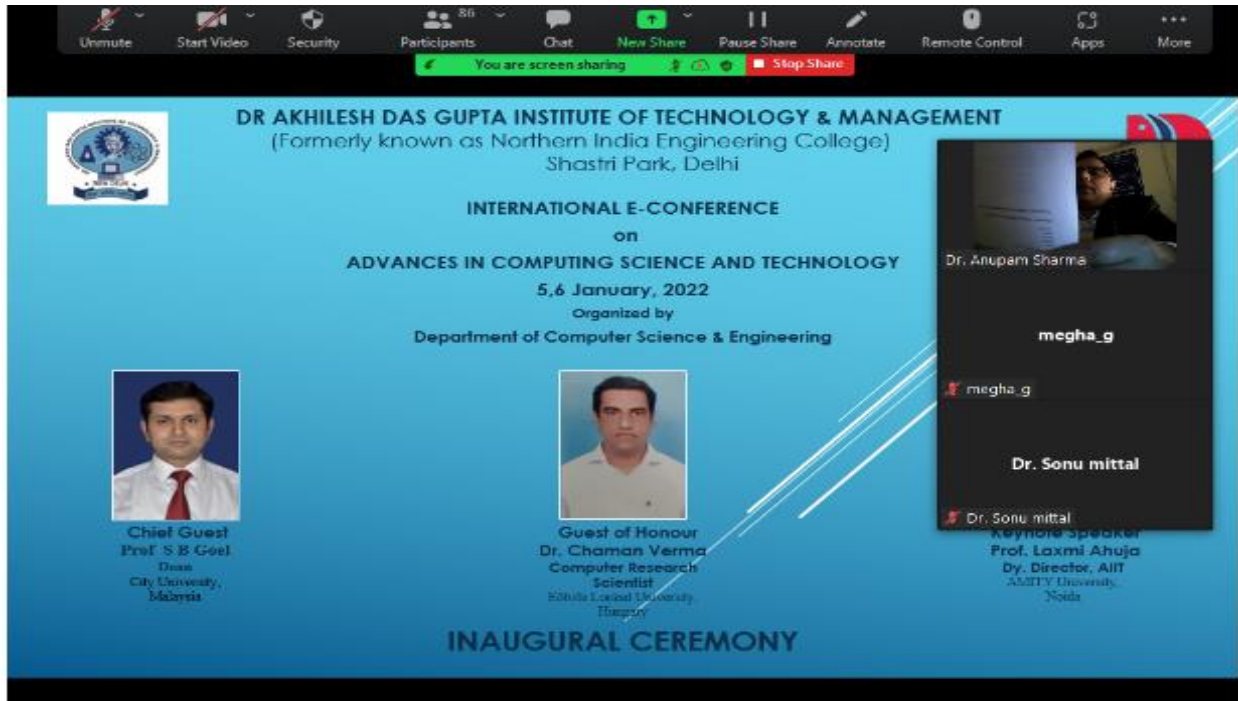 86
Unmute Start Video Security Participants Chat New Share Pause Share Annotate Remote Control Apps More
You are screen sharing Stop Share
DR AKHILESH DAS GUPTA INSTITUTE OF TECHNOLOGY & MANAGEMENT
(Formerly known as Northern India Engineering College)
Shastri Park, Delhi
INTERNATIONAL E-CONFERENCE
on
ADVANCES IN COMPUTING SCIENCE AND TECHNOLOGY
5,6 January, 2022
Organized by
Department of Computer Science & Engineering
Dr. Anupam Sharma
megha_g
megha_g
Dr. Sonu mittal
Dr. Sonu mittal
Chief Guest
Prof S B Goel
Dean
City University,
Malaysia
Guest of Honour
Dr. Chaman Verma
Computer Research
Scientist
University,
Hungary
Keynote Speaker
Prof. Laxmi Ahuja
Dy. Director, AIIT
AMITY University,
Noida
INAUGURAL CEREMONY